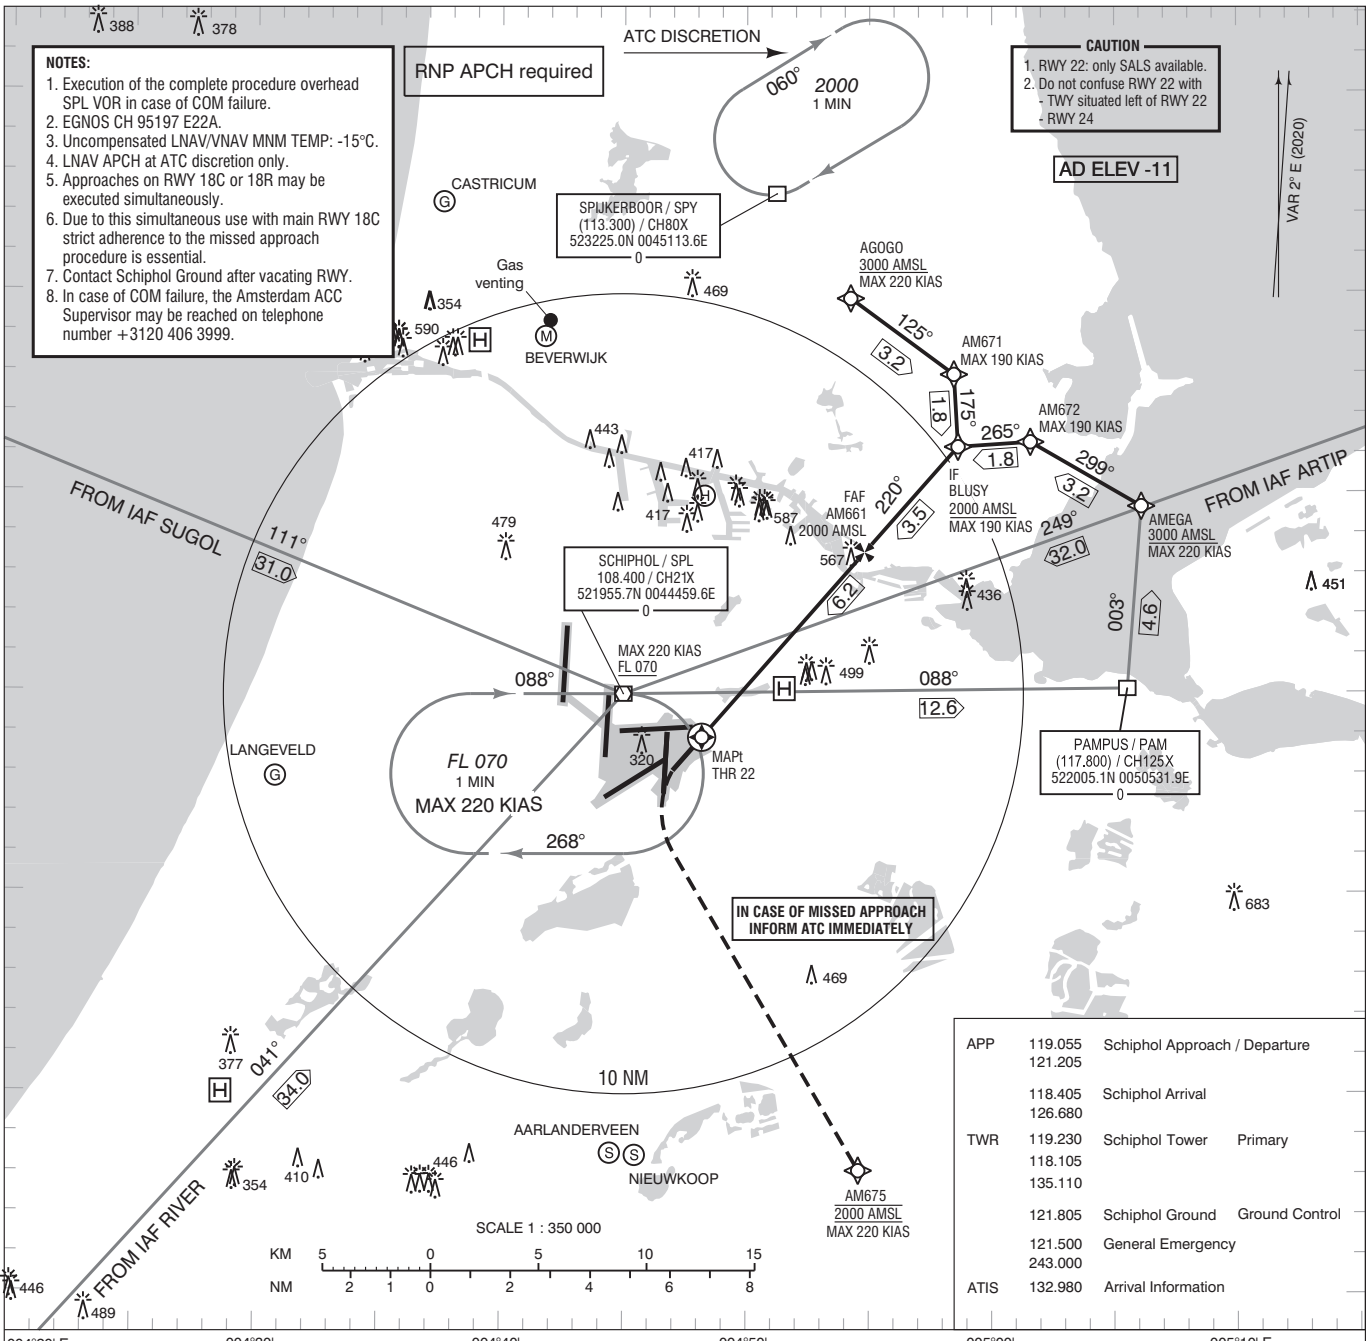 388
378
NOTES:
1. Execution of the complete procedure overhead
SPL VOR in case of COM failure.
2. EGNOS CH 95197 E22A.
3. Uncompensated LNAV/VNAV MNM TEMP: -15°C.
4. LNAV APCH at ATC discretion only.
5. Approaches on RWY 18C or 18R may be
executed simultaneously.
6. Due to this simultaneous use with main RWY 18C
strict adherence to the missed approach
procedure is essential.
7. Contact Schiphol Ground after vacating RWY.
8. In case of COM failure, the Amsterdam ACC
Supervisor may be reached on telephone
number +3120 406 3999.
RNP APCH required
ATC DISCRETION
060°
2000
1 MIN
CAUTION
1. RWY 22: only SALS available.
2. Do not confuse RWY 22 with
- TWY situated left of RWY 22
- RWY 24
AD ELEV -11
VAR 2° E (2020)
CASTRICUM
G
SPIJKERBOOR / SPY
(113.300) / CH80X
523225.0N 0045113.6E
0
AGOGO
3000 AMSL
MAX 220 KIAS
Gas
venting
469
354
590
H
M
BEVERWIJK
125°
3.2
AM671
MAX 190 KIAS
175°
1.8
AM672
MAX 190 KIAS
265°
1.8
299°
3.2
443
417
H
417
587
FAF
AM661
2000 AMSL
567
220°
3.5
IF
BLUSY
2000 AMSL
MAX 190 KIAS
249°
32.0
FROM IAF ARTIP
AMEGA
3000 AMSL
MAX 220 KIAS
FROM IAF SUGOL
111°
31.0
479
SCHIPHOL / SPL
108.400 / CH21X
521955.7N 0044459.6E
0
6.2
436
451
003°
4.6
MAX 220 KIAS
FL 070
499
088°
H
088°
12.6
LANGEVELD
G
FL 070
1 MIN
MAX 220 KIAS
320
MAPt
THR 22
PAMPUS / PAM
(117.800) / CH125X
522005.1N 0050531.9E
0
268°
IN CASE OF MISSED APPROACH
INFORM ATC IMMEDIATELY
683
469
377
H
041°
34.0
10 NM
FROM IAF RIVER
354
410
446
AARLANDERVEEN
S
S
NIEUWKOOP
AM675
2000 AMSL
MAX 220 KIAS
446
489
SCALE 1 : 350 000
KM 5 0 5 10 15
NM 2 1 0 2 4 6 8
APP 119.055 Schiphol Approach / Departure
121.205
118.405 Schiphol Arrival
126.680
TWR 119.230 Schiphol Tower Primary
118.105
135.110
121.805 Schiphol Ground Ground Control
121.500 General Emergency
243.000
ATIS 132.980 Arrival Information